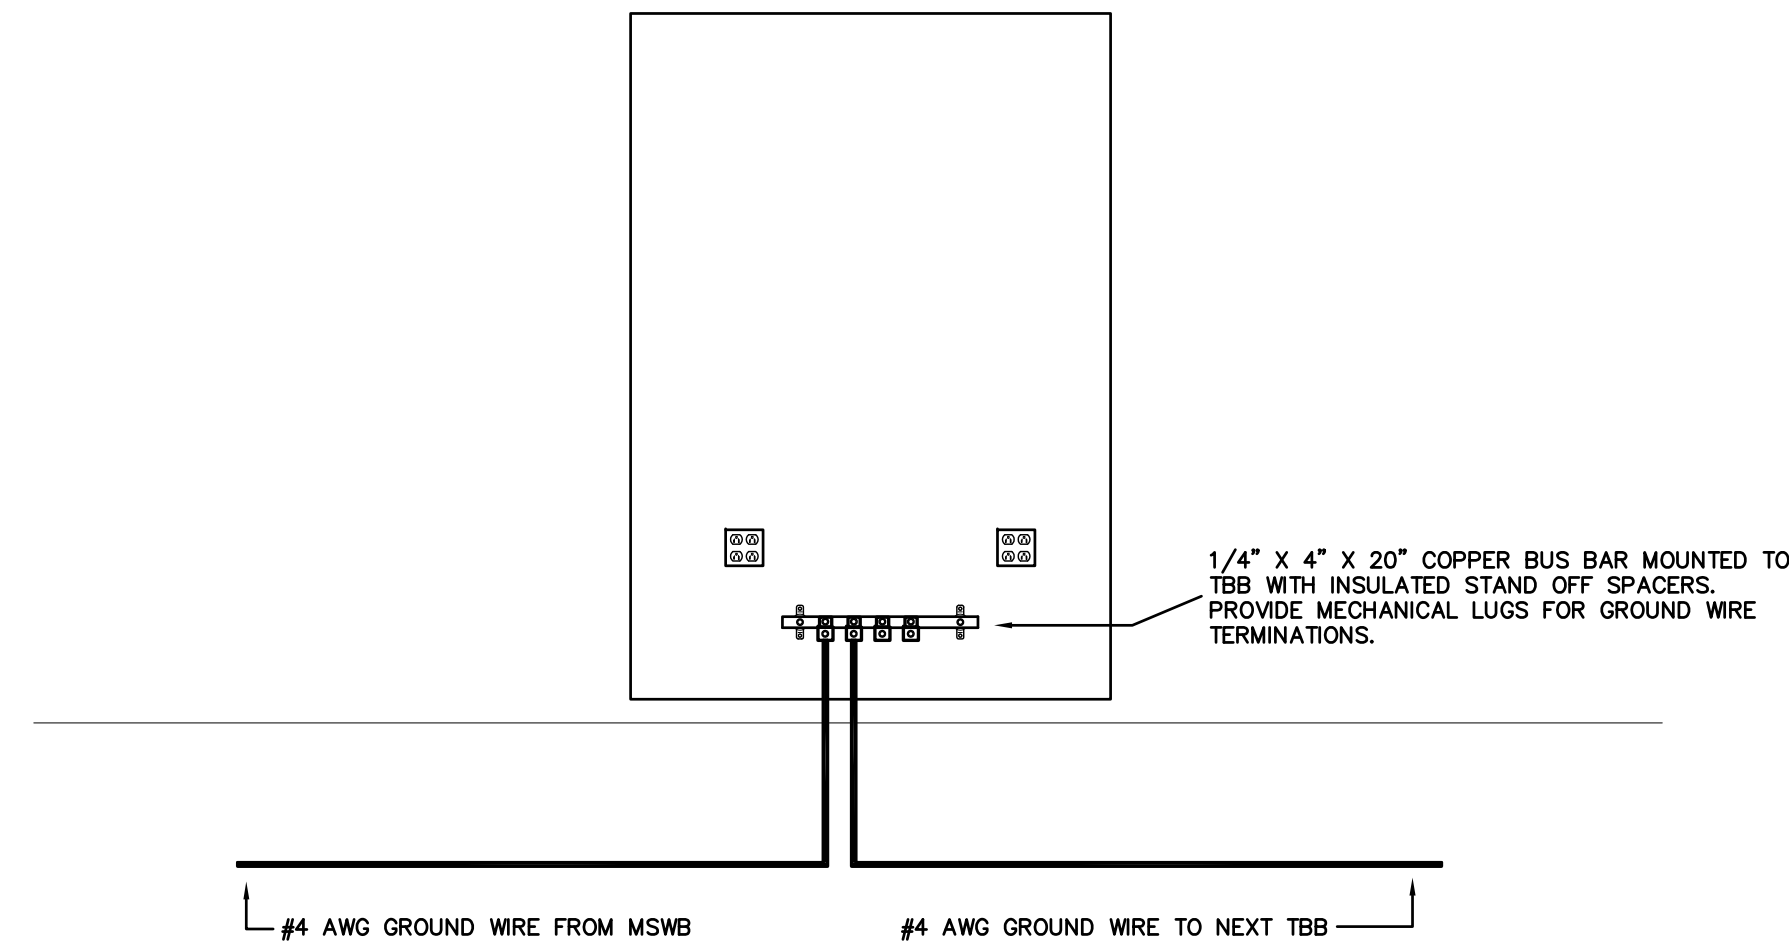 1/4" X 4" X 20" COPPER BUS BAR MOUNTED TO
TBB WITH INSULATED STAND OFF SPACERS.
PROVIDE MECHANICAL LUGS FOR GROUND WIRE
TERMINATIONS.
#4 AWG GROUND WIRE FROM MSWB
#4 AWG GROUND WIRE TO NEXT TBB